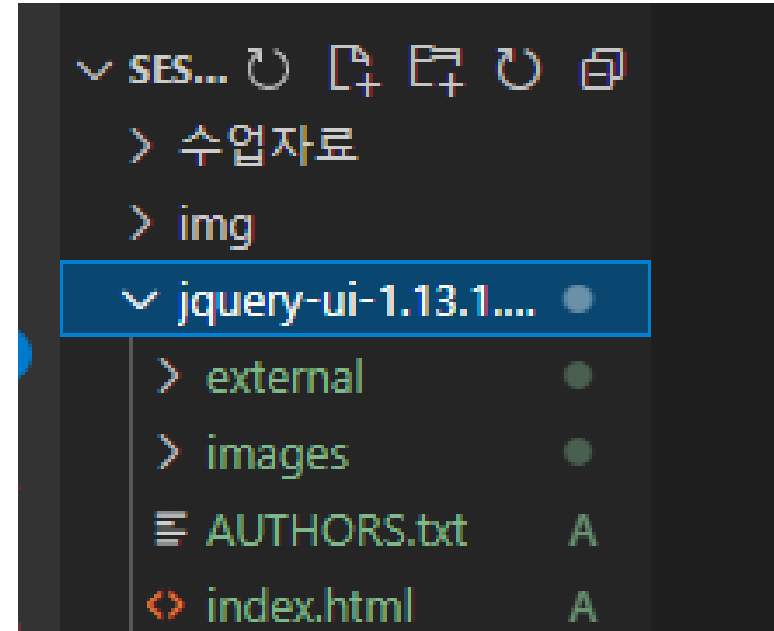 SES...
수업자료
img
jquery-ui-1.13.1....
external
images
AUTHORS.txt A
index.html A